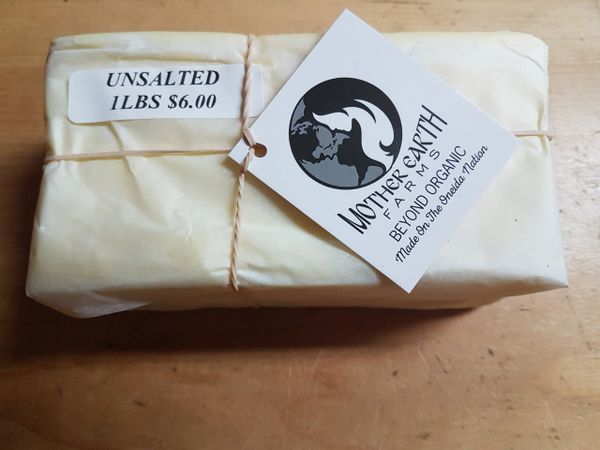 UNSALTED
1LBS $6.00
MOTHER EARTH
FARMS
BEYOND ORGANIC
Made On The Oneida Nation